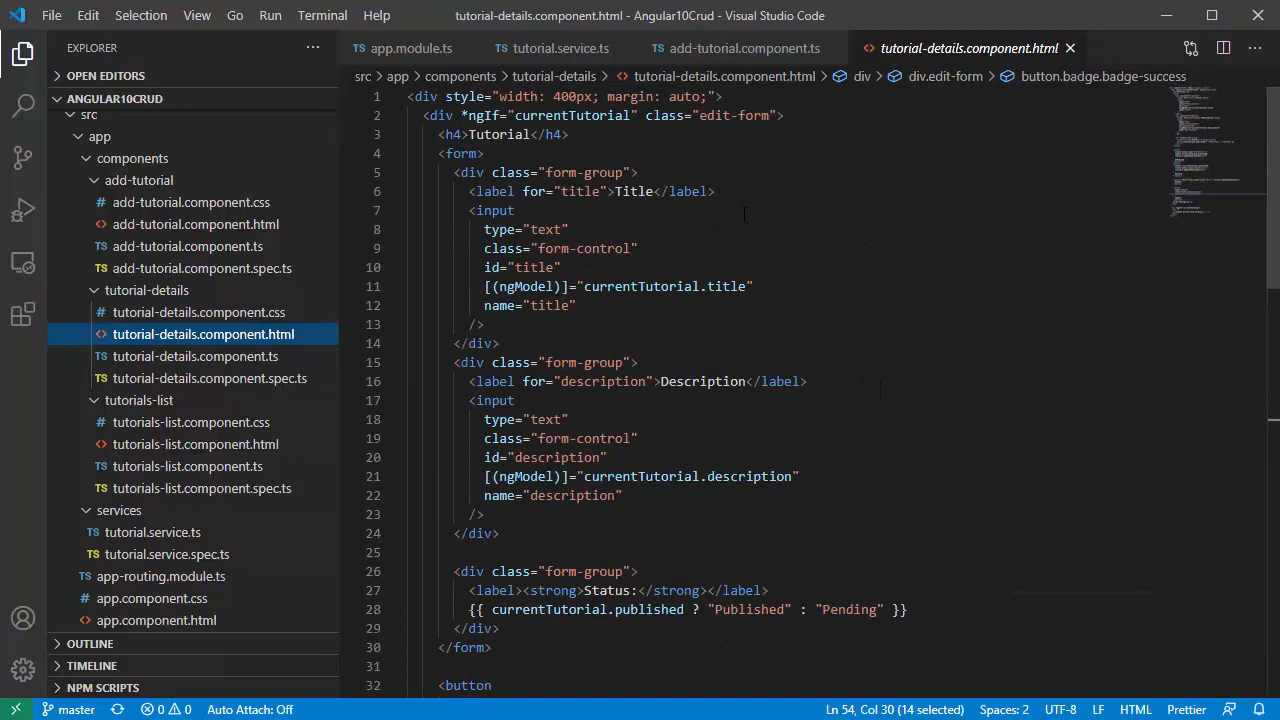 File Edit Selection View Go Run Terminal Help tutorial-details.component.html - Angular10Crud - Visual Studio Code
EXPLORER
OPEN EDITORS
ANGULAR10CRUD
src
app
components
add-tutorial
# add-tutorial.component.css
<> add-tutorial.component.html
TS add-tutorial.component.ts
TS add-tutorial.component.spec.ts
tutorial-details
# tutorial-details.component.css
<> tutorial-details.component.html
TS tutorial-details.component.ts
TS tutorial-details.component.spec.ts
tutorials-list
# tutorials-list.component.css
<> tutorials-list.component.html
TS tutorials-list.component.ts
TS tutorials-list.component.spec.ts
services
TS tutorial.service.ts
TS tutorial.service.spec.ts
TS app-routing.module.ts
# app.component.css
<> app.component.html
OUTLINE
TIMELINE
NPM SCRIPTS
TS app.module.ts TS tutorial.service.ts TS add-tutorial.component.ts <> tutorial-details.component.html
src > app > components > tutorial-details > <> tutorial-details.component.html > div > div.edit-form > button.badge.badge-success
1 <div style="width: 400px; margin: auto;">
2 <div *ngIf="currentTutorial" class="edit-form">
3 <h4>Tutorial</h4>
4 <form>
5 <div class="form-group">
6 <label for="title">Title</label>
7 <input
8 type="text"
9 class="form-control"
10 id="title"
11 [(ngModel)]="currentTutorial.title"
12 name="title"
13 />
14 </div>
15 <div class="form-group">
16 <label for="description">Description</label>
17 <input
18 type="text"
19 class="form-control"
20 id="description"
21 [(ngModel)]="currentTutorial.description"
22 name="description"
23 />
24 </div>
25
26 <div class="form-group">
27 <label><strong>Status:</strong></label>
28 {{ currentTutorial.published ? "Published" : "Pending" }}
29 </div>
30 </form>
31
32 <button
master 0 0 Auto Attach: Off Ln 54, Col 30 (14 selected) Spaces: 2 UTF-8 LF HTML Prettier